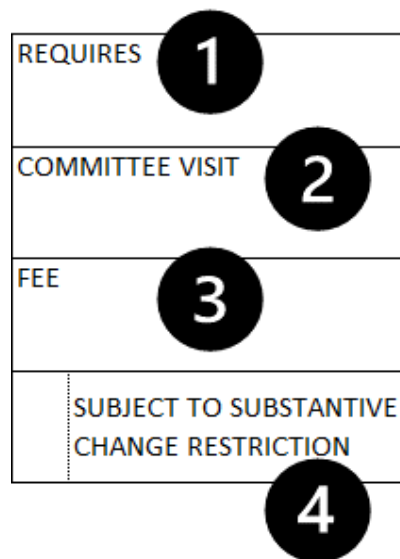 REQUIRES 1
COMMITTEE VISIT 2
FEE 3
SUBJECT TO SUBSTANTIVE
CHANGE RESTRICTION
4